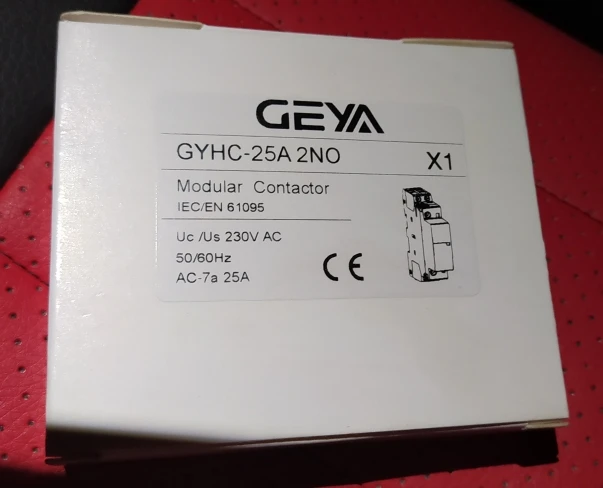 GEYA
GYHC-25A 2NO X1
Modular Contactor
IEC/EN 61095
Uc /Us 230V AC
50/60Hz
AC-7a 25A
CE